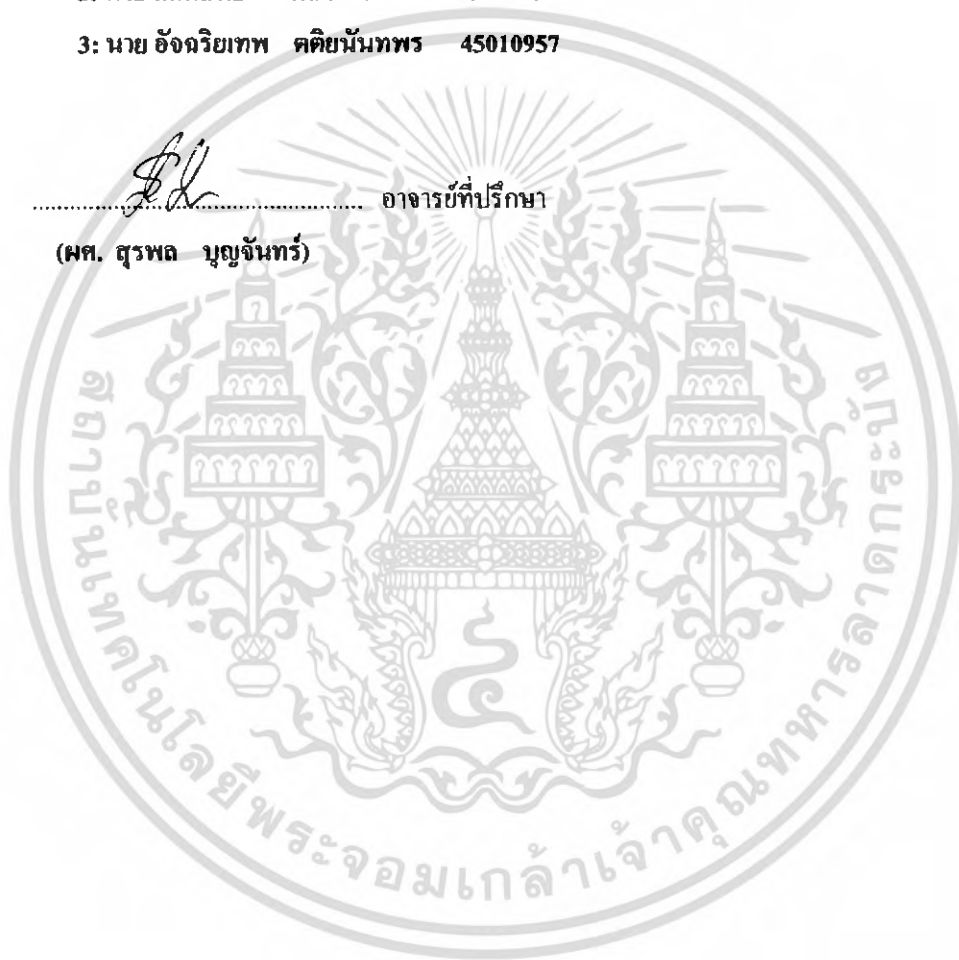 3: นาย อัจฉริยเทพ คติยนันทพร 45010957
อาจารย์ที่ปรึกษา
(ผศ. สุรพล บุญจันทร์)
สถาบันเทคโนโลยีพระจอมเกล้าเจ้าคุณทหารลาดกระบัง
๔